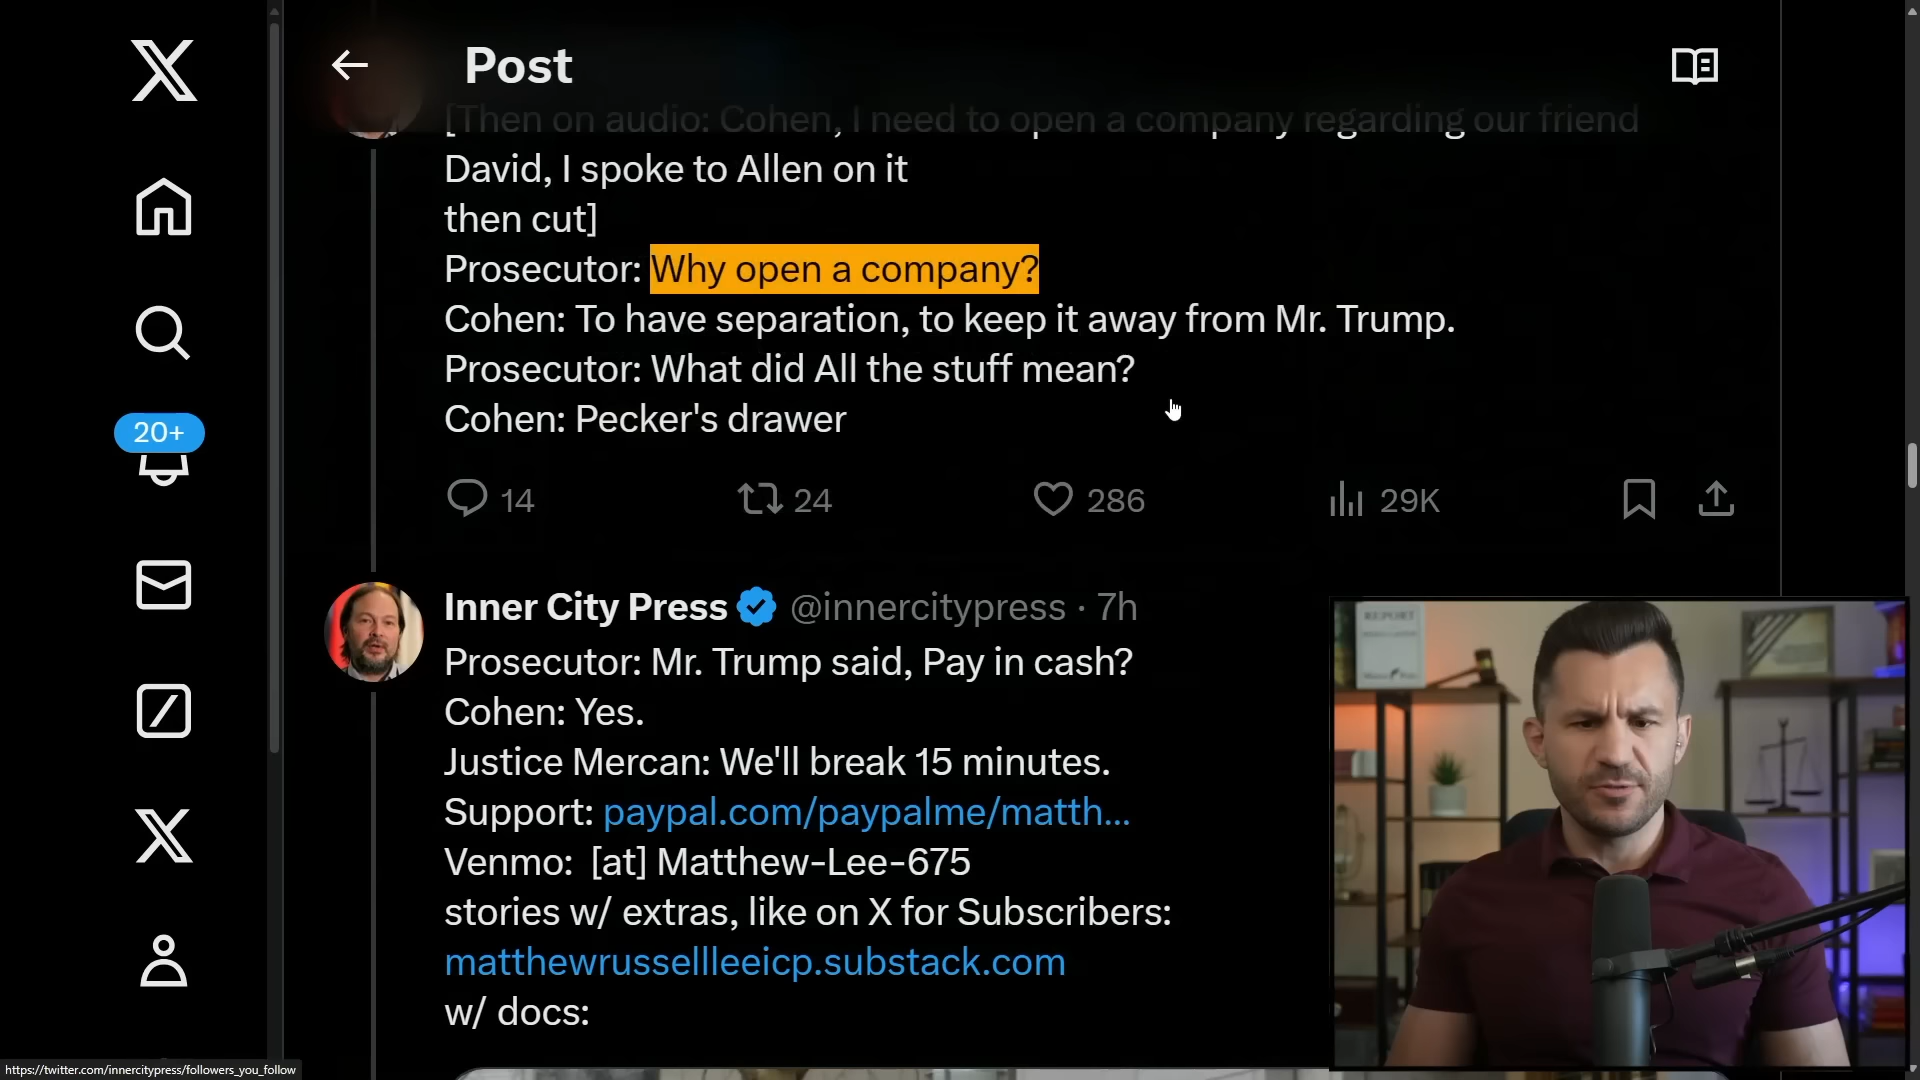 Post
[Then on audio: Cohen, I need to open a company regarding our friend
David, I spoke to Allen on it
then cut]
Prosecutor: Why open a company?
Cohen: To have separation, to keep it away from Mr. Trump.
Prosecutor: What did All the stuff mean?
Cohen: Pecker's drawer
14 24 286 29K
20+
Inner City Press @innercitypress · 7h
Prosecutor: Mr. Trump said, Pay in cash?
Cohen: Yes.
Justice Mercan: We'll break 15 minutes.
Support: paypal.com/paypalme/matth...
Venmo: [at] Matthew-Lee-675
stories w/ extras, like on X for Subscribers:
matthewrussellleeicp.substack.com
w/ docs:
REPORT
https://twitter.com/innercitypress/followers_you_follow